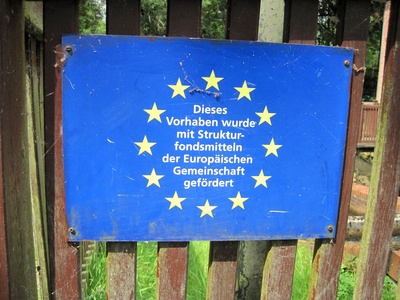 Dieses
Vorhaben wurde
mit Struktur-
fondsmitteln
der Europäischen
Gemeinschaft
gefördert